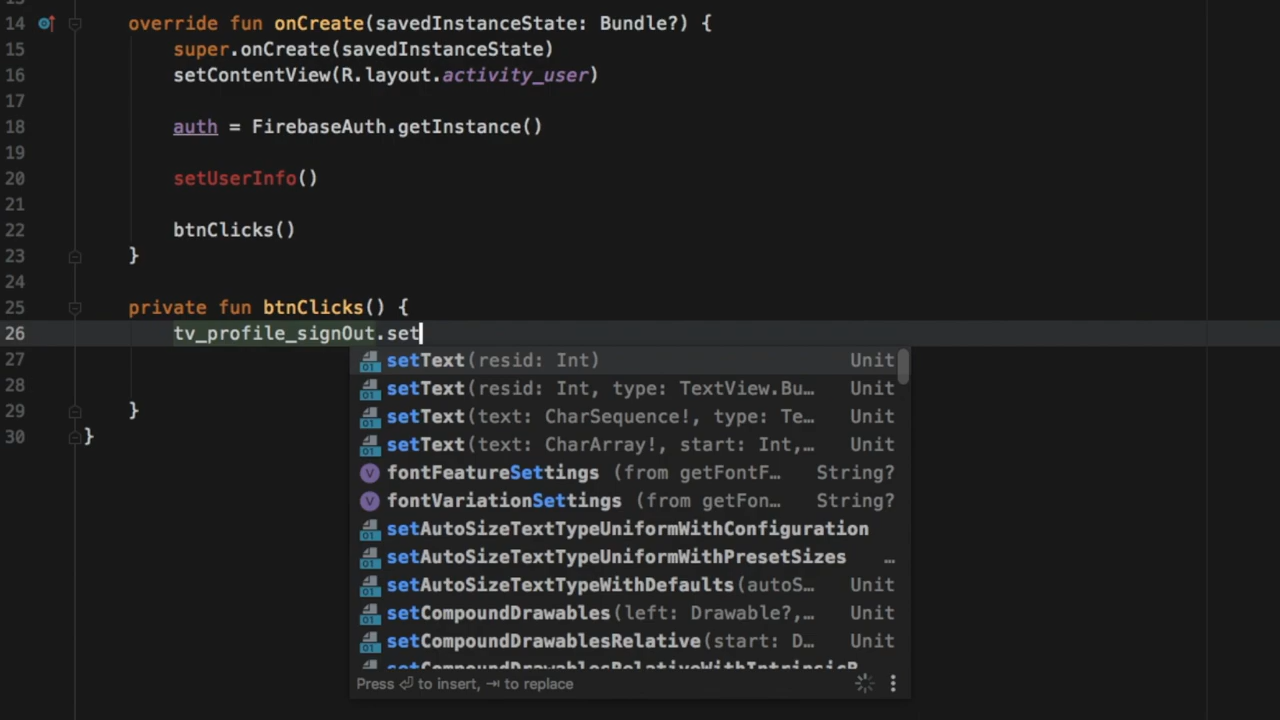 14 override fun onCreate(savedInstanceState: Bundle?) {
15 super.onCreate(savedInstanceState)
16 setContentView(R.layout.activity_user)
17
18 auth = FirebaseAuth.getInstance()
19
20 setUserInfo()
21
22 btnClicks()
23 }
24
25 private fun btnClicks() {
26 tv_profile_signOut.set
27 setText(resid: Int) Unit
setText(resid: Int, type: TextView.Bu… Unit
28 setText(text: CharSequence!, type: Te… Unit
29 } setText(text: CharArray!, start: Int,… Unit
30 }
fontFeatureSettings (from getFontF… String?
fontVariationSettings (from getFon… String?
setAutoSizeTextTypeUniformWithConfiguration
setAutoSizeTextTypeUniformWithPresetSizes …
setAutoSizeTextTypeWithDefaults(autoS… Unit
setCompoundDrawables(left: Drawable?,… Unit
setCompoundDrawablesRelative(start: D… Unit
Press ⏎ to insert, ⇥ to replace